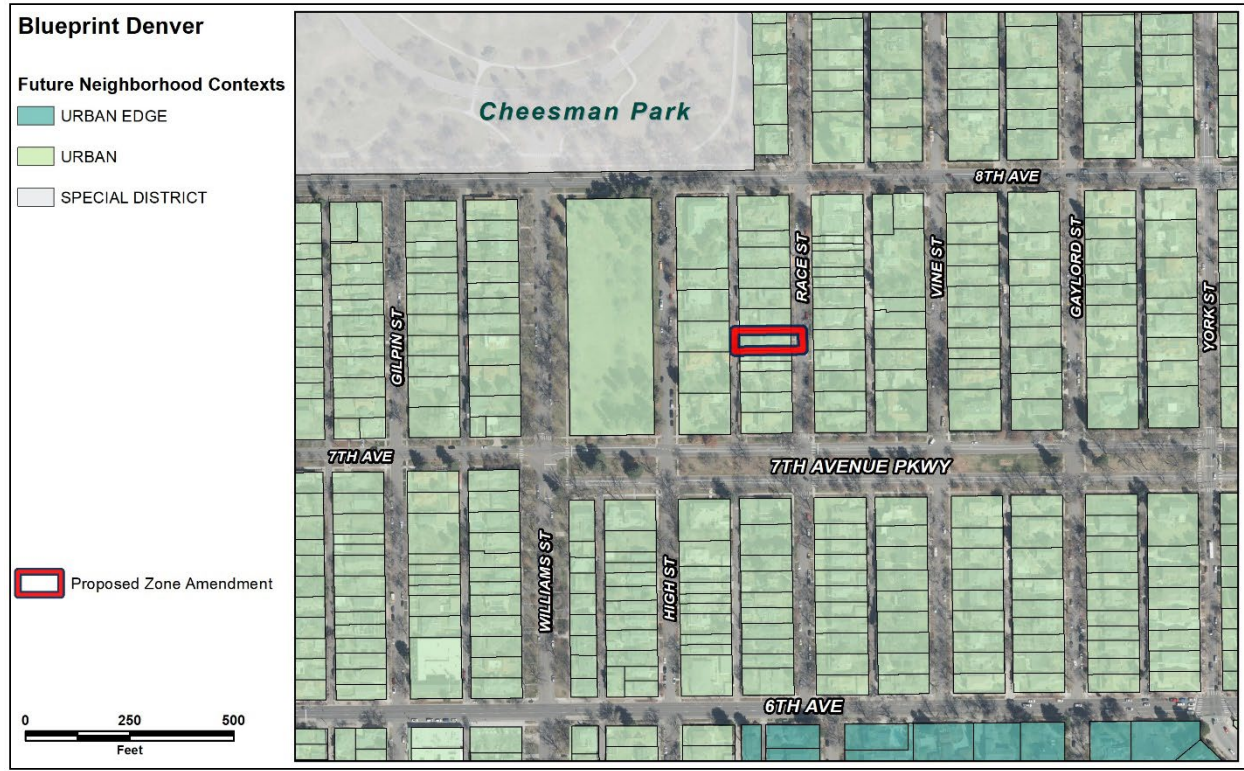 Blueprint Denver
Future Neighborhood Contexts
URBAN EDGE
URBAN
SPECIAL DISTRICT
Proposed Zone Amendment
0 250 500
Feet
Cheesman Park
8TH AVE
RACE ST
VINE ST
GAYLORD ST
YORK ST
GILPIN ST
7TH AVE
7TH AVENUE PKWY
WILLIAMS ST
HIGH ST
6TH AVE